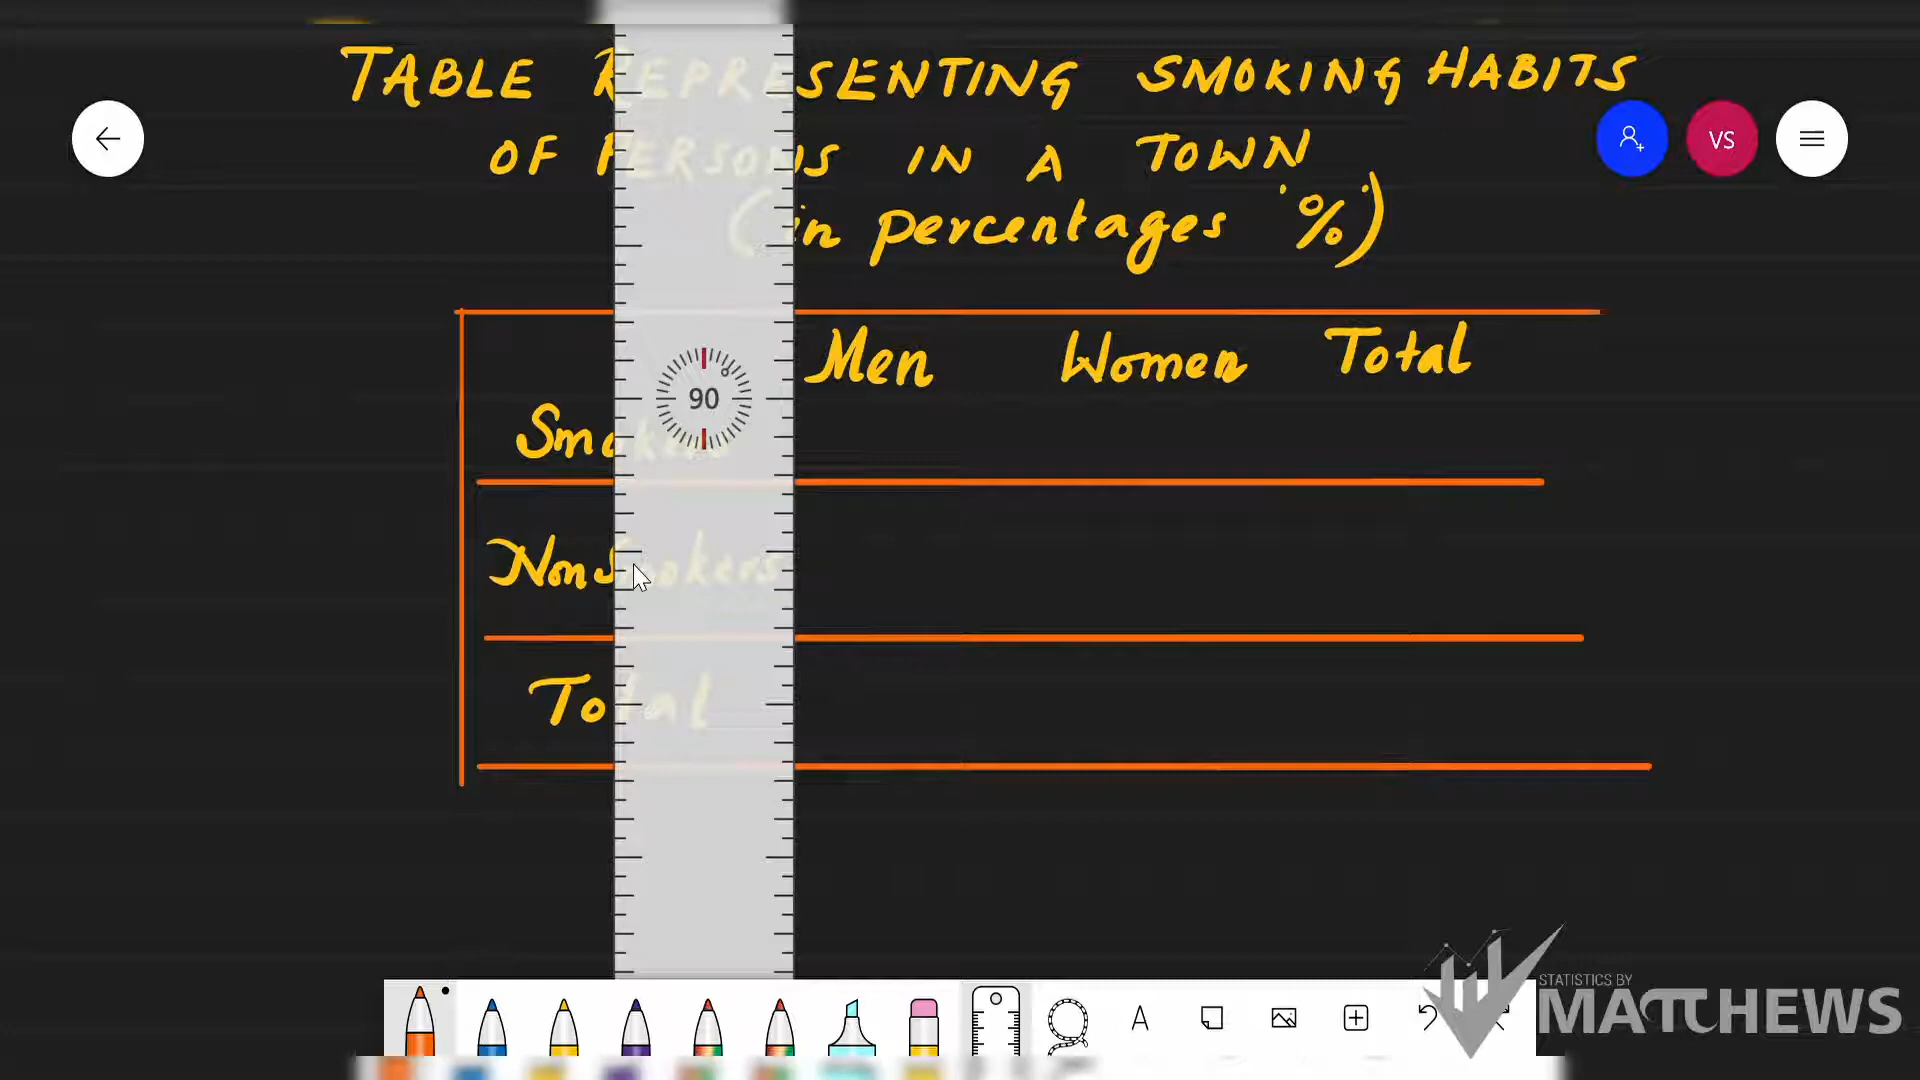 TABLE REPRESENTING SMOKING HABITS
OF PERSONS IN A TOWN
(in percentages %)
Men Women Total
90
Smokers
Non Smokers
Total
VS
A
STATISTICS BY
MATTHEWS